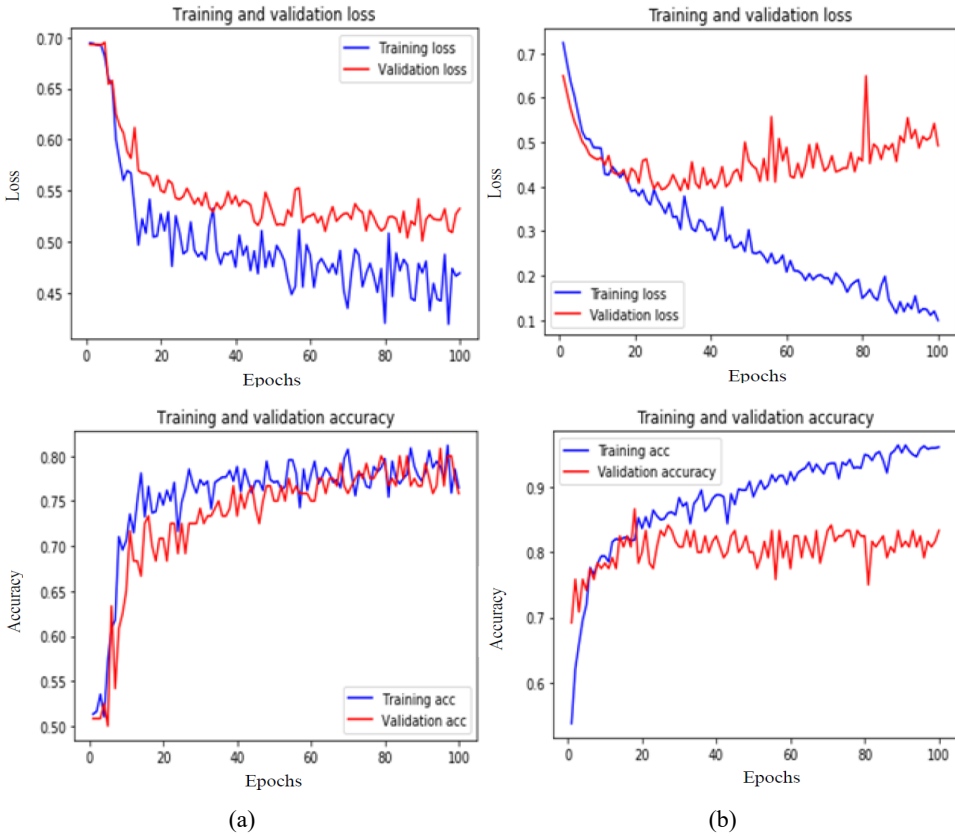 Training and validation loss
0.70
0.65
0.60
0.55
0.50
0.45
Loss
Training loss
Validation loss
0 20 40 60 80 100
Epochs
Training and validation loss
0.7
0.6
0.5
0.4
0.3
0.2
0.1
Loss
Training loss
Validation loss
0 20 40 60 80 100
Epochs
Training and validation accuracy
0.80
0.75
0.70
0.65
0.60
0.55
0.50
Accuracy
Training acc
Validation acc
0 20 40 60 80 100
Epochs
(a)
Training and validation accuracy
0.9
0.8
0.7
0.6
Accuracy
Training acc
Validation accuracy
0 20 40 60 80 100
Epochs
(b)